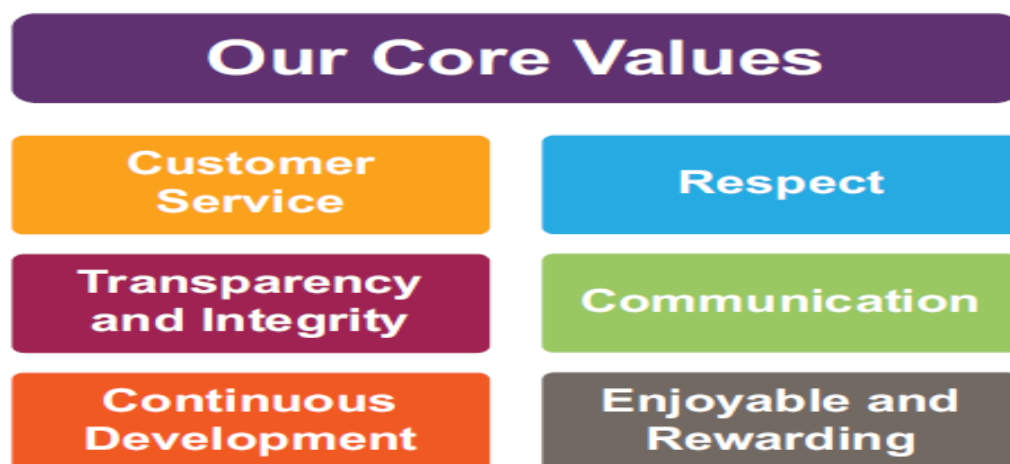 Our Core Values
Customer
Service
Respect
Transparency
and Integrity
Communication
Continuous
Development
Enjoyable and
Rewarding